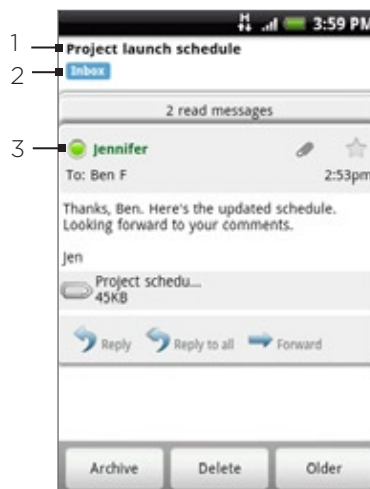 H 3:59 PM
1 Project launch schedule
2 Inbox
2 read messages
3 Jennifer
To: Ben F 2:53pm
Thanks, Ben. Here's the updated schedule.
Looking forward to your comments.
Jen
Project schedu...
45KB
Reply Reply to all Forward
Archive Delete Older